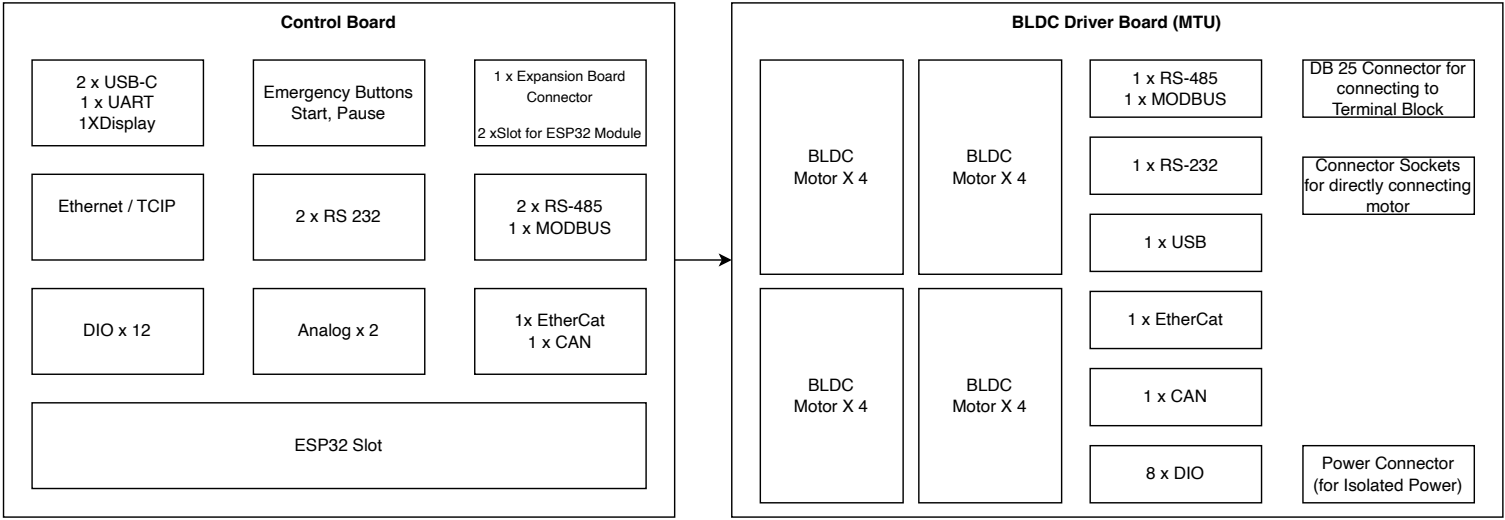 Control Board
2 x USB-C
1 x UART
1XDisplay
Emergency Buttons
Start, Pause
1 x Expansion Board
Connector
2 xSlot for ESP32 Module
Ethernet / TCIP
2 x RS 232
2 x RS-485
1 x MODBUS
DIO x 12
Analog x 2
1x EtherCat
1 x CAN
ESP32 Slot
BLDC Driver Board (MTU)
BLDC
Motor X 4
BLDC
Motor X 4
BLDC
Motor X 4
BLDC
Motor X 4
1 x RS-485
1 x MODBUS
1 x RS-232
1 x USB
1 x EtherCat
1 x CAN
8 x DIO
DB 25 Connector for
connecting to
Terminal Block
Connector Sockets
for directly connecting
motor
Power Connector
(for Isolated Power)